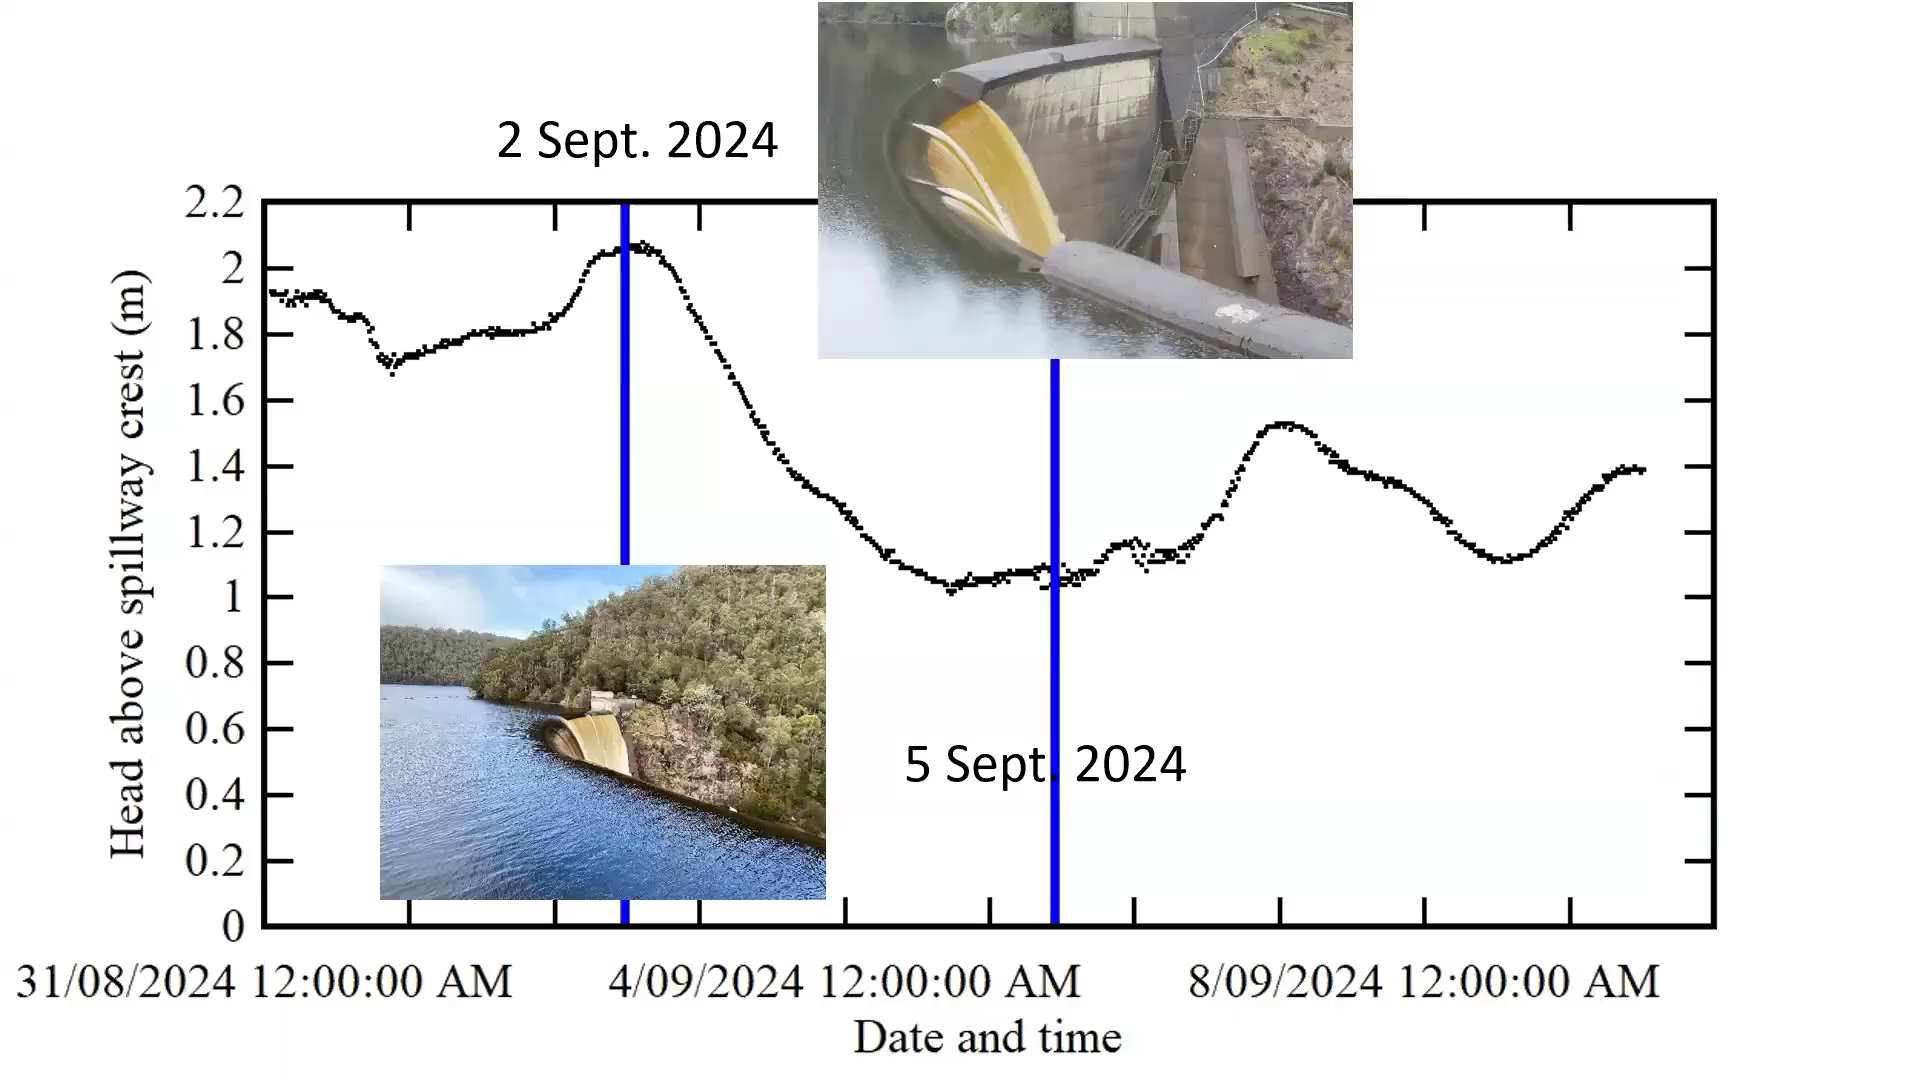 2 Sept. 2024
2.2
2
1.8
1.6
1.4
1.2
1
0.8
0.6
0.4
0.2
0
Head above spillway crest (m)
5 Sept. 2024
31/08/2024 12:00:00 AM
4/09/2024 12:00:00 AM
8/09/2024 12:00:00 AM
Date and time